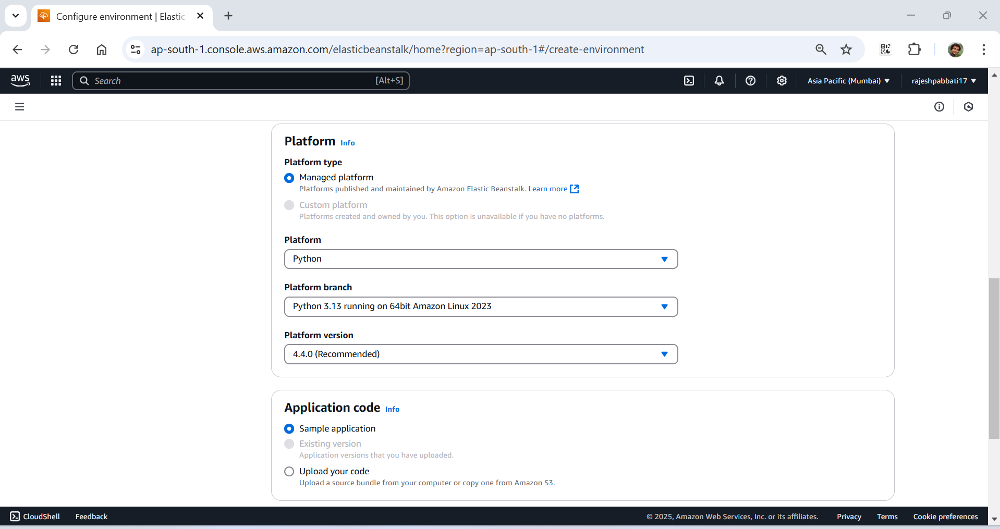 Configure environment | Elastic
ap-south-1.console.aws.amazon.com/elasticbeanstalk/home?region=ap-south-1#/create-environment
aws
Search
[Alt+S]
Asia Pacific (Mumbai)
rajeshpabbati17
Platform Info
Platform type
Managed platform
Platforms published and maintained by Amazon Elastic Beanstalk. Learn more
Custom platform
Platforms created and owned by you. This option is unavailable if you have no platforms.
Platform
Python
Platform branch
Python 3.13 running on 64bit Amazon Linux 2023
Platform version
4.4.0 (Recommended)
Application code Info
Sample application
Existing version
Application versions that you have uploaded.
Upload your code
Upload a source bundle from your computer or copy one from Amazon S3.
CloudShell
Feedback
© 2025, Amazon Web Services, Inc. or its affiliates.
Privacy
Terms
Cookie preferences